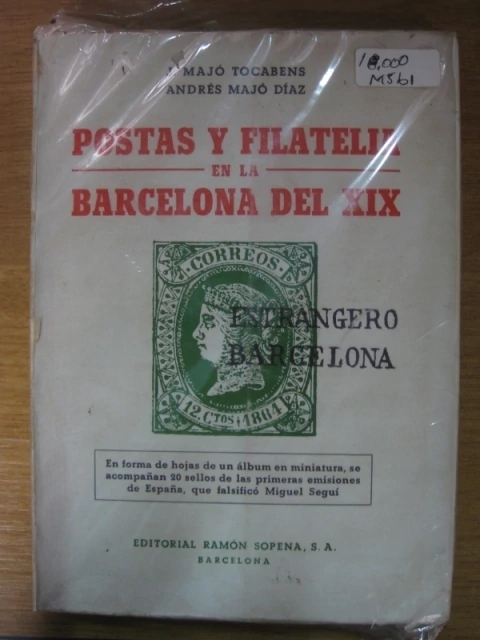 J. MAJÓ TOCABENS
ANDRÉS MAJÓ DÍAZ
18,000
M561
POSTAS Y FILATELIA
EN LA
BARCELONA DEL XIX
CORREOS
ESTRANGERO
BARCELONA
12 CTOS 1864
En forma de hojas de un álbum en miniatura, se
acompañan 20 sellos de las primeras emisiones
de España, que falsificó Miguel Seguí
EDITORIAL RAMÓN SOPENA, S. A.
BARCELONA